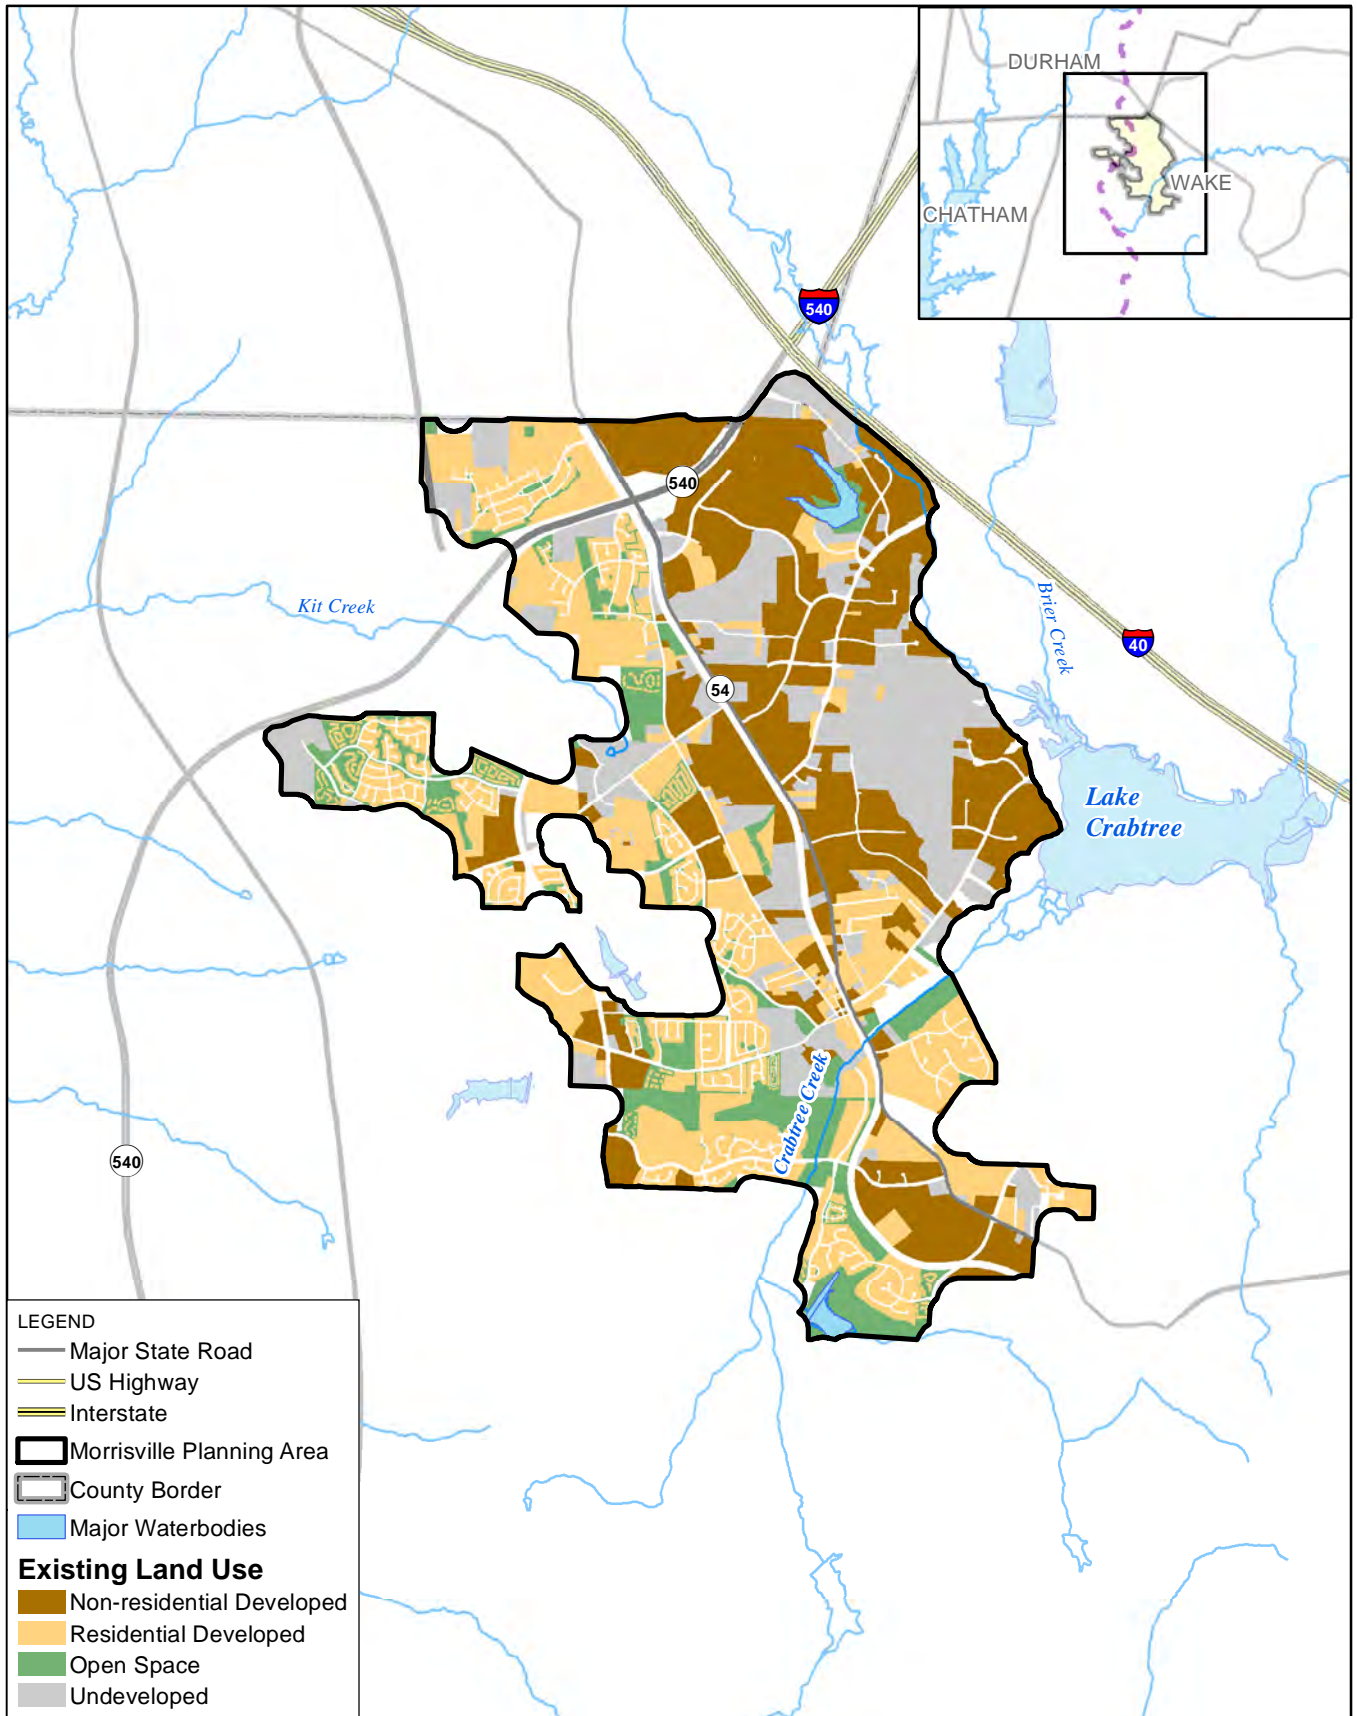 DURHAM
WAKE
CHATHAM
540
540
Kit Creek
Brier Creek
40
54
Lake
Crabtree
Crabtree Creek
540
LEGEND
Major State Road
US Highway
Interstate
Morrisville Planning Area
County Border
Major Waterbodies
Existing Land Use
Non-residential Developed
Residential Developed
Open Space
Undeveloped